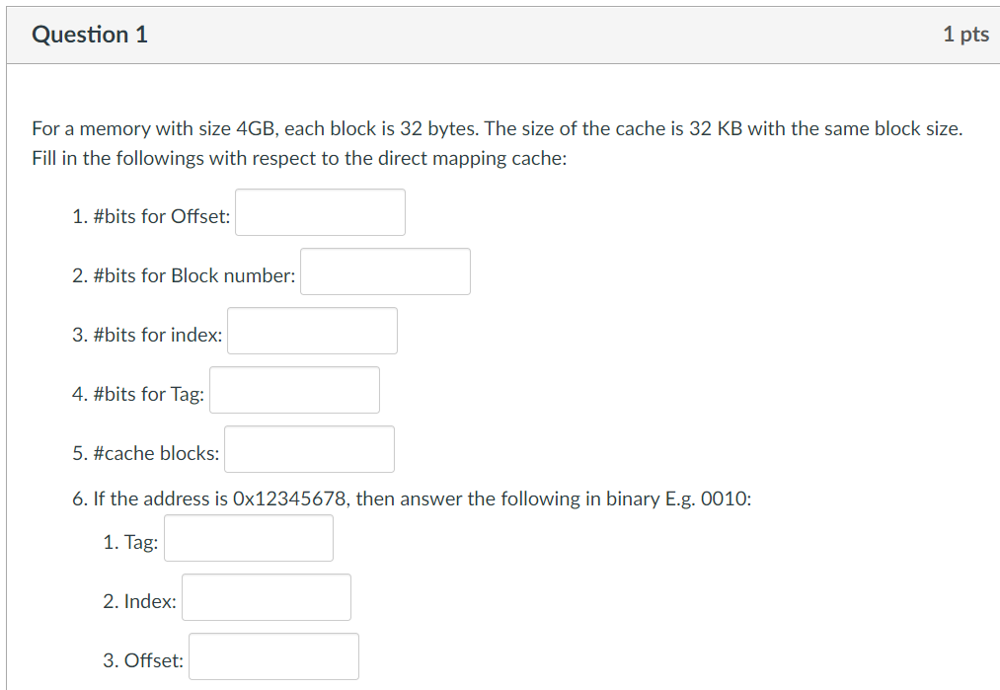 Question 1
1 pts
For a memory with size 4GB, each block is 32 bytes. The size of the cache is 32 KB with the same block size.
Fill in the followings with respect to the direct mapping cache:
1. #bits for Offset:
2. #bits for Block number:
3. #bits for index:
4. #bits for Tag:
5. #cache blocks:
6. If the address is 0x12345678, then answer the following in binary E.g. 0010:
1. Tag:
2. Index:
3. Offset: